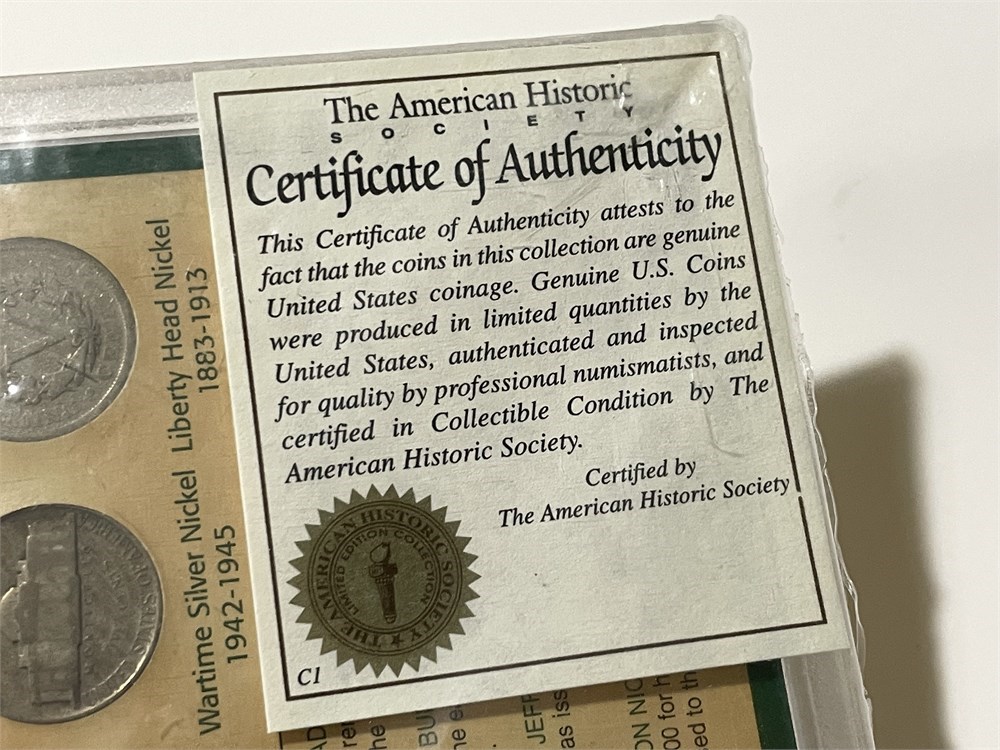 The American Historic
SOCIETY
Certificate of Authenticity
This Certificate of Authenticity attests to the
fact that the coins in this collection are genuine
United States coinage. Genuine U.S. Coins
were produced in limited quantities by the
United States, authenticated and inspected
for quality by professional numismatists, and
certified in Collectible Condition by The
American Historic Society.
Certified by
The American Historic Society
THE AMERICAN HISTORIC SOCIETY ★
LIMITED EDITION COLLECTION
C1
Liberty Head Nickel
1883-1913
Wartime Silver Nickel
1942-1945